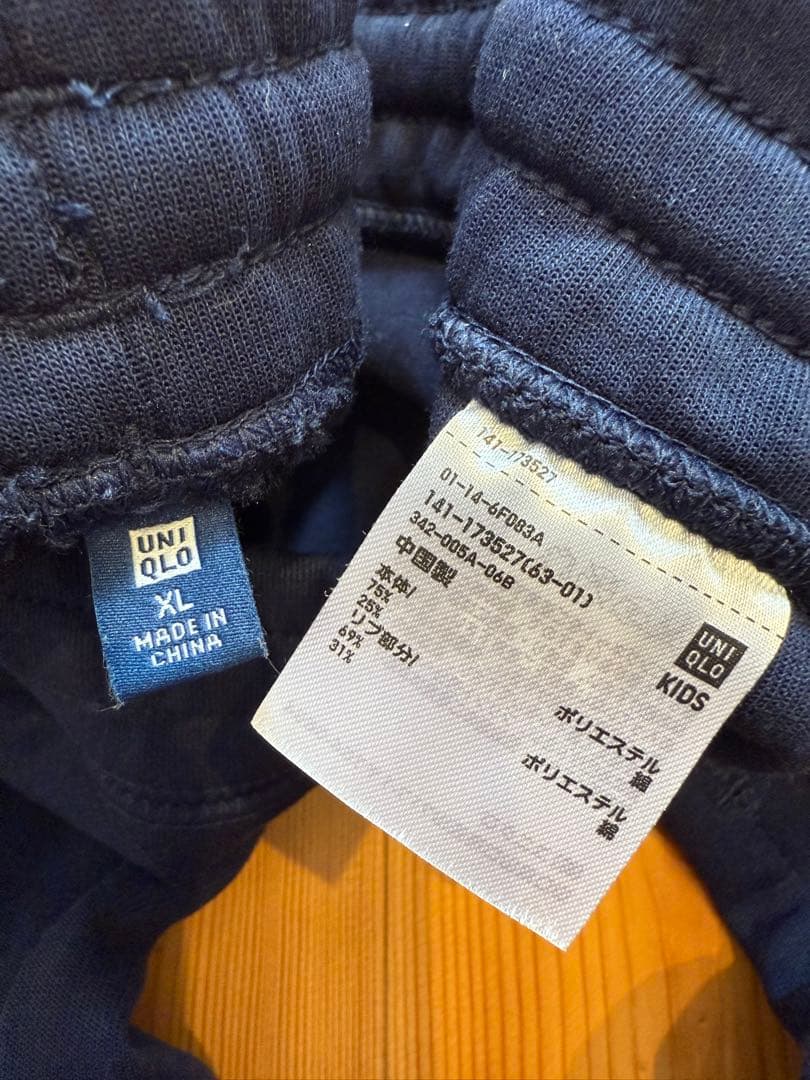 UNI
QLO
XL
MADE IN
CHINA
141-173527
01-14-6F083A
141-173527(63-01)
342-005A-06B
中国製
本体/
75%
25%
リブ部分/
69%
31%
UNI
QLO
KIDS
ポリエステル
綿
ポリエステル
綿